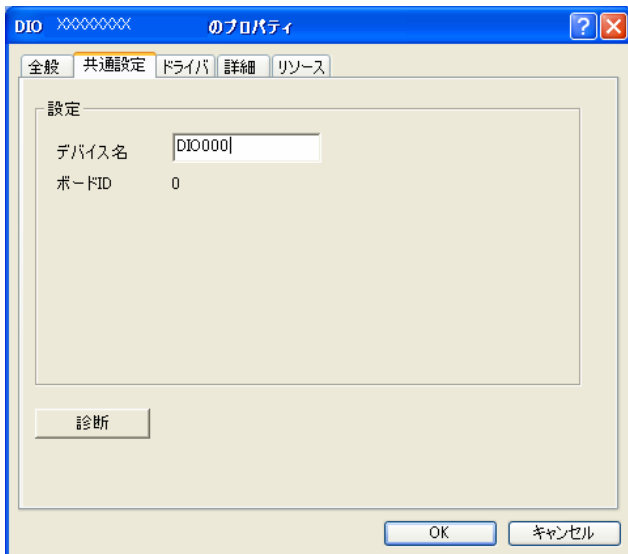 DIO XXXXXXXX のプロパティ
全般 共通設定 ドライバ 詳細 リソース
設定
デバイス名 DIO000
ボードID 0
診断
OK キャンセル